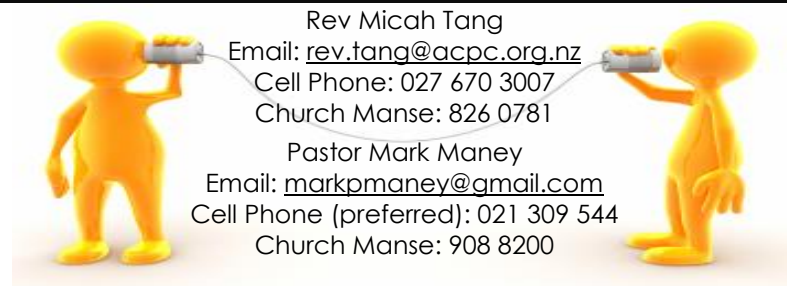 Rev Micah Tang
Email: rev.tang@acpc.org.nz
Cell Phone: 027 670 3007
Church Manse: 826 0781
Pastor Mark Maney
Email: markpmaney@gmail.com
Cell Phone (preferred): 021 309 544
Church Manse: 908 8200